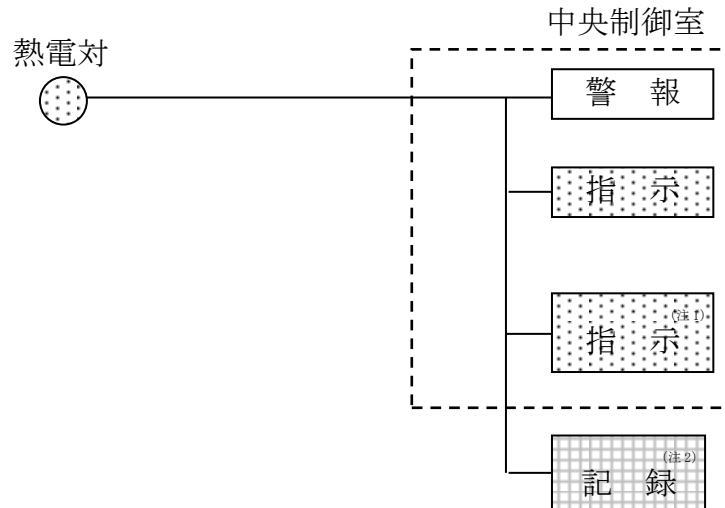 中央制御室
熱電対
警 報
指 示
指 示(注1)
記 録(注2)